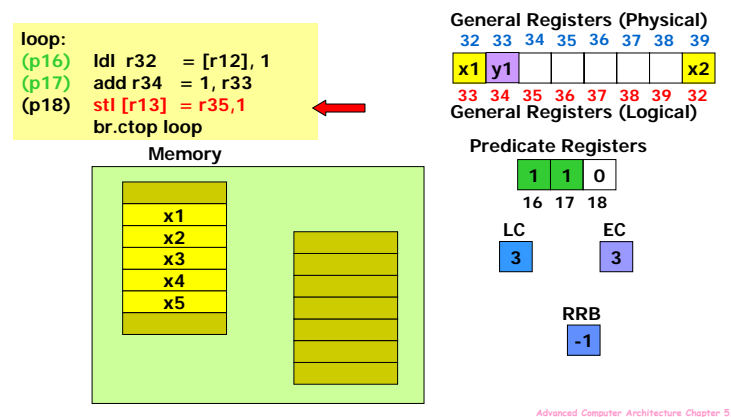 loop:
(p16) ldl r32 = [r12], 1
(p17) add r34 = 1, r33
(p18) stl [r13] = r35,1
br.ctop loop
General Registers (Physical)
32 33 34 35 36 37 38 39
x1 y1 x2
33 34 35 36 37 38 39 32
General Registers (Logical)
Memory
x1
x2
x3
x4
x5
Predicate Registers
1 1 0
16 17 18
LC EC
3 3
RRB
-1
Advanced Computer Architecture Chapter 5